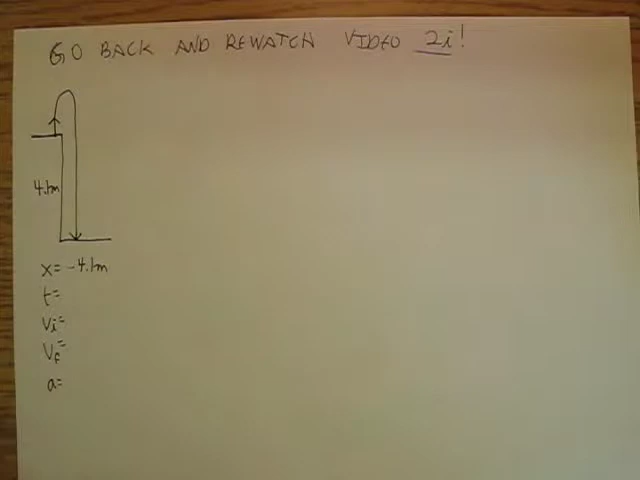 GO BACK AND REWATCH VIDEO 2i!
4.1m
x= -4.1m
t=
Vi=
Vf=
a=